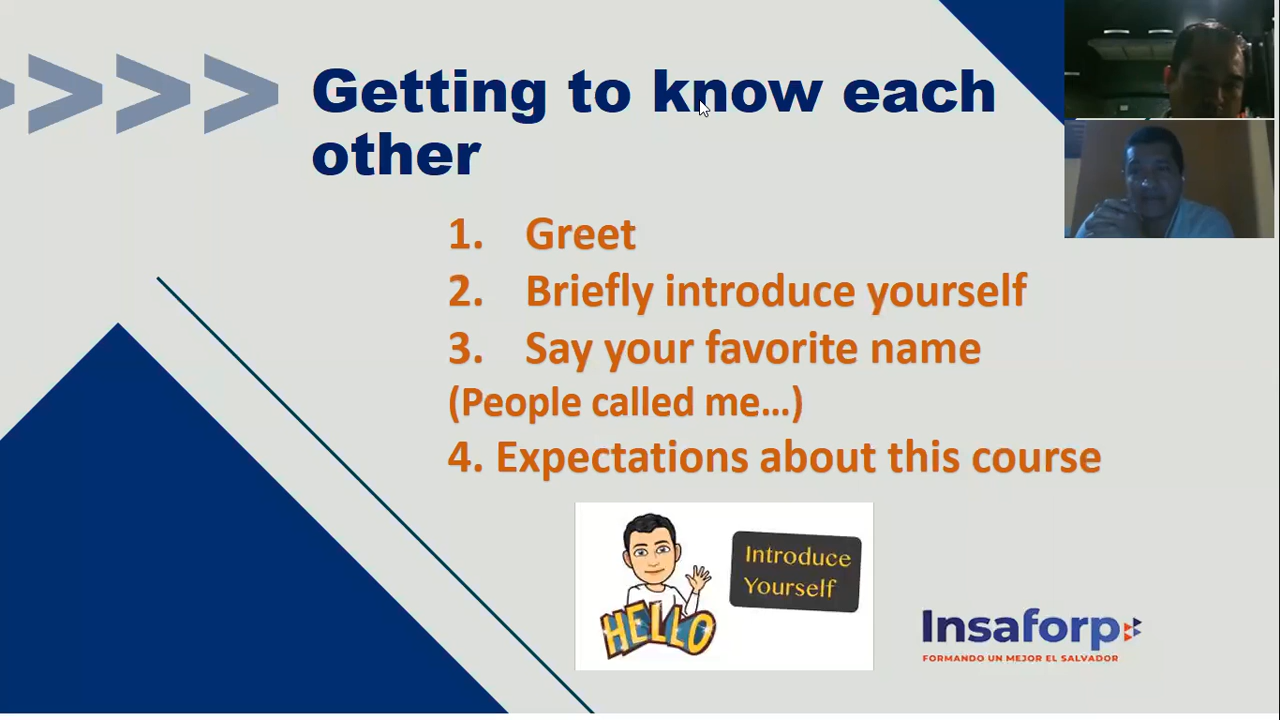 Getting to know each
other
1. Greet
2. Briefly introduce yourself
3. Say your favorite name
(People called me...)
4. Expectations about this course
HELLO
Introduce
Yourself
Insaforp
FORMANDO UN MEJOR EL SALVADOR